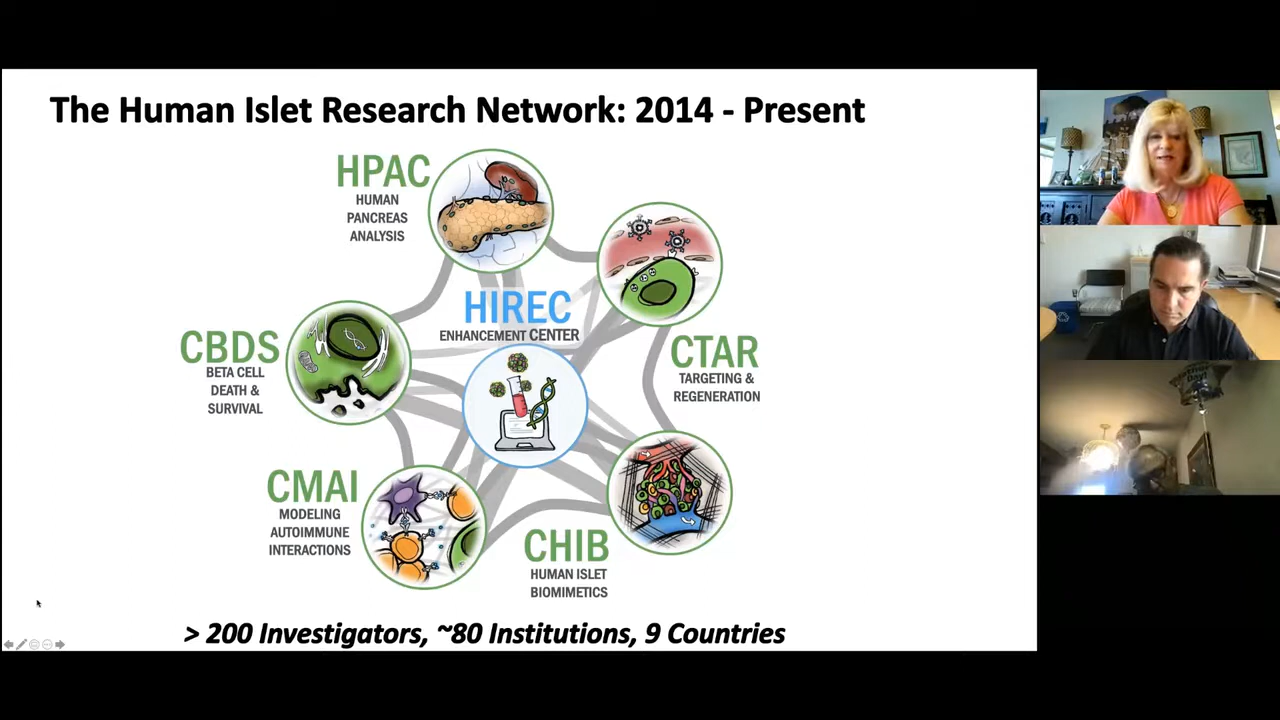 The Human Islet Research Network: 2014 - Present
HPAC
HUMAN
PANCREAS
ANALYSIS
HIREC
ENHANCEMENT CENTER
CBDS
BETA CELL
DEATH &
SURVIVAL
CTAR
TARGETING &
REGENERATION
CMAI
MODELING
AUTOIMMUNE
INTERACTIONS
CHIB
HUMAN ISLET
BIOMIMETICS
> 200 Investigators, ~80 Institutions, 9 Countries